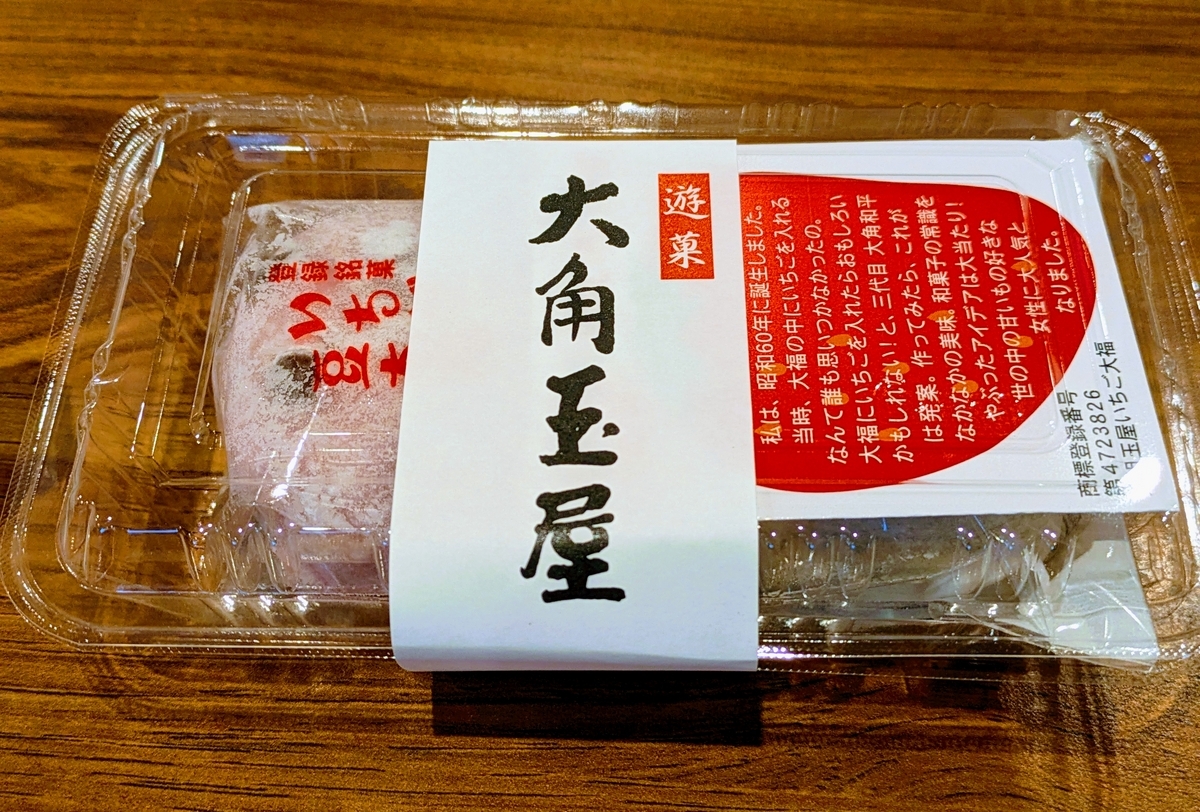 登録銘菓
いち
豆大
遊菓
大角玉屋
私は、昭和60年に誕生しました。
当時、大福の中にいちごを入れる
なんて誰も思いつかなかったの。
大福にいちごを入れたらおもしろい
かもしれない!と、三代目 大角和平
は発案。作ってみたら、これが
なかなかの美味。和菓子の常識を
やぶったアイデアは大当たり!
世の中の甘いもの好きな
女性に大人気と
なりました。
商標登録番号
第4723826
玉屋いちご大福